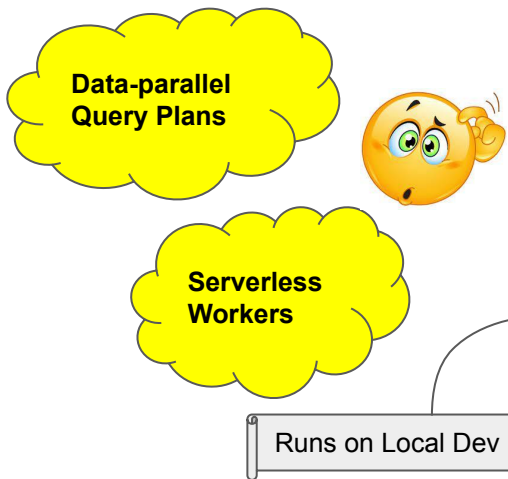 Data-parallel
Query Plans
Serverless
Workers
Runs on Local Dev